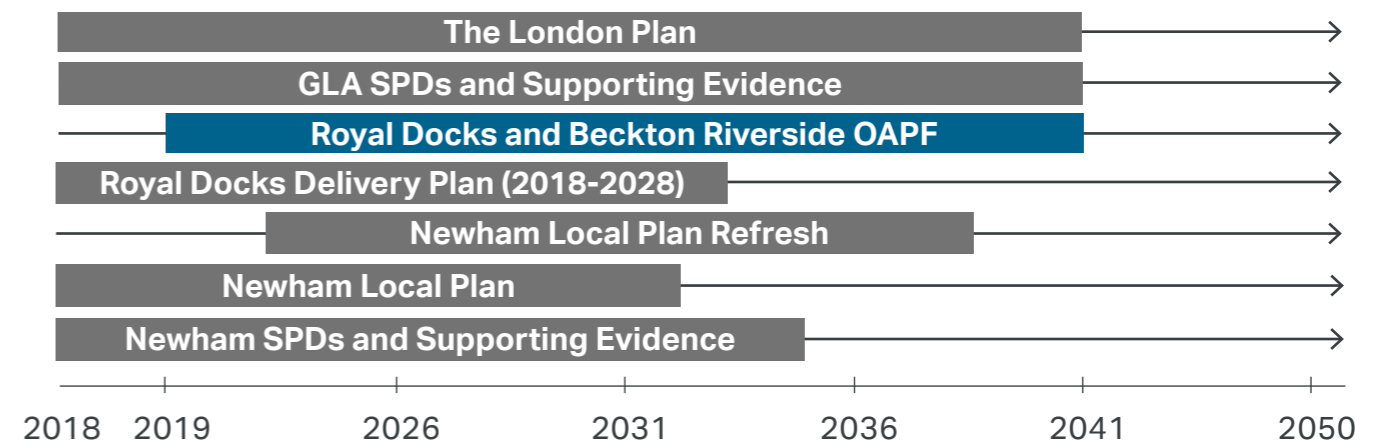 The London Plan
GLA SPDs and Supporting Evidence
Royal Docks and Beckton Riverside OAPF
Royal Docks Delivery Plan (2018-2028)
Newham Local Plan Refresh
Newham Local Plan
Newham SPDs and Supporting Evidence
2018 2019 2026 2031 2036 2041 2050